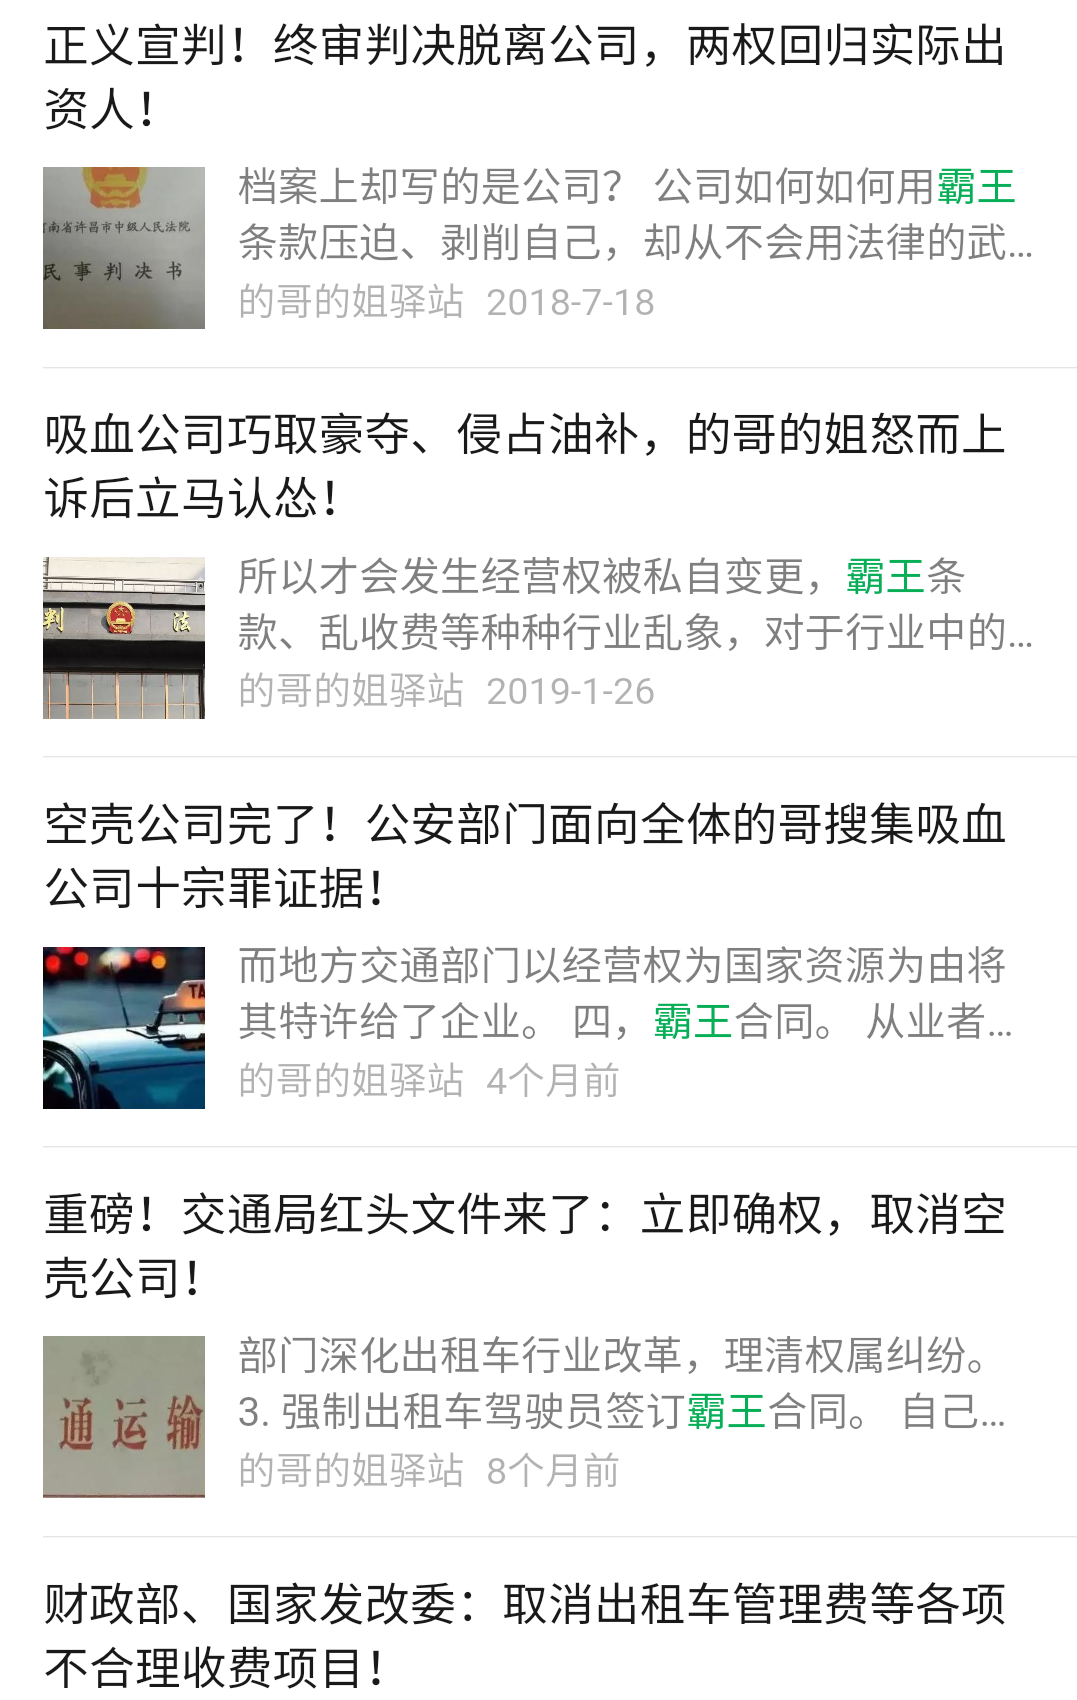 正义宣判！终审判决脱离公司，两权回归实际出
资人！
南省许昌市中级人民法院
民事判决书
档案上却写的是公司？ 公司如何如何用霸王
条款压迫、剥削自己，却从不会用法律的武...
的哥的姐驿站 2018-7-18
吸血公司巧取豪夺、侵占油补，的哥的姐怒而上
诉后立马认怂！
判 法
所以才会发生经营权被私自变更，霸王条
款、乱收费等种种行业乱象，对于行业中的...
的哥的姐驿站 2019-1-26
空壳公司完了！公安部门面向全体的哥搜集吸血
公司十宗罪证据！
TA
而地方交通部门以经营权为国家资源为由将
其特许给了企业。 四，霸王合同。 从业者...
的哥的姐驿站 4个月前
重磅！交通局红头文件来了：立即确权，取消空
壳公司！
通运输
部门深化出租车行业改革，理清权属纠纷。
3. 强制出租车驾驶员签订霸王合同。 自己...
的哥的姐驿站 8个月前
财政部、国家发改委：取消出租车管理费等各项
不合理收费项目！